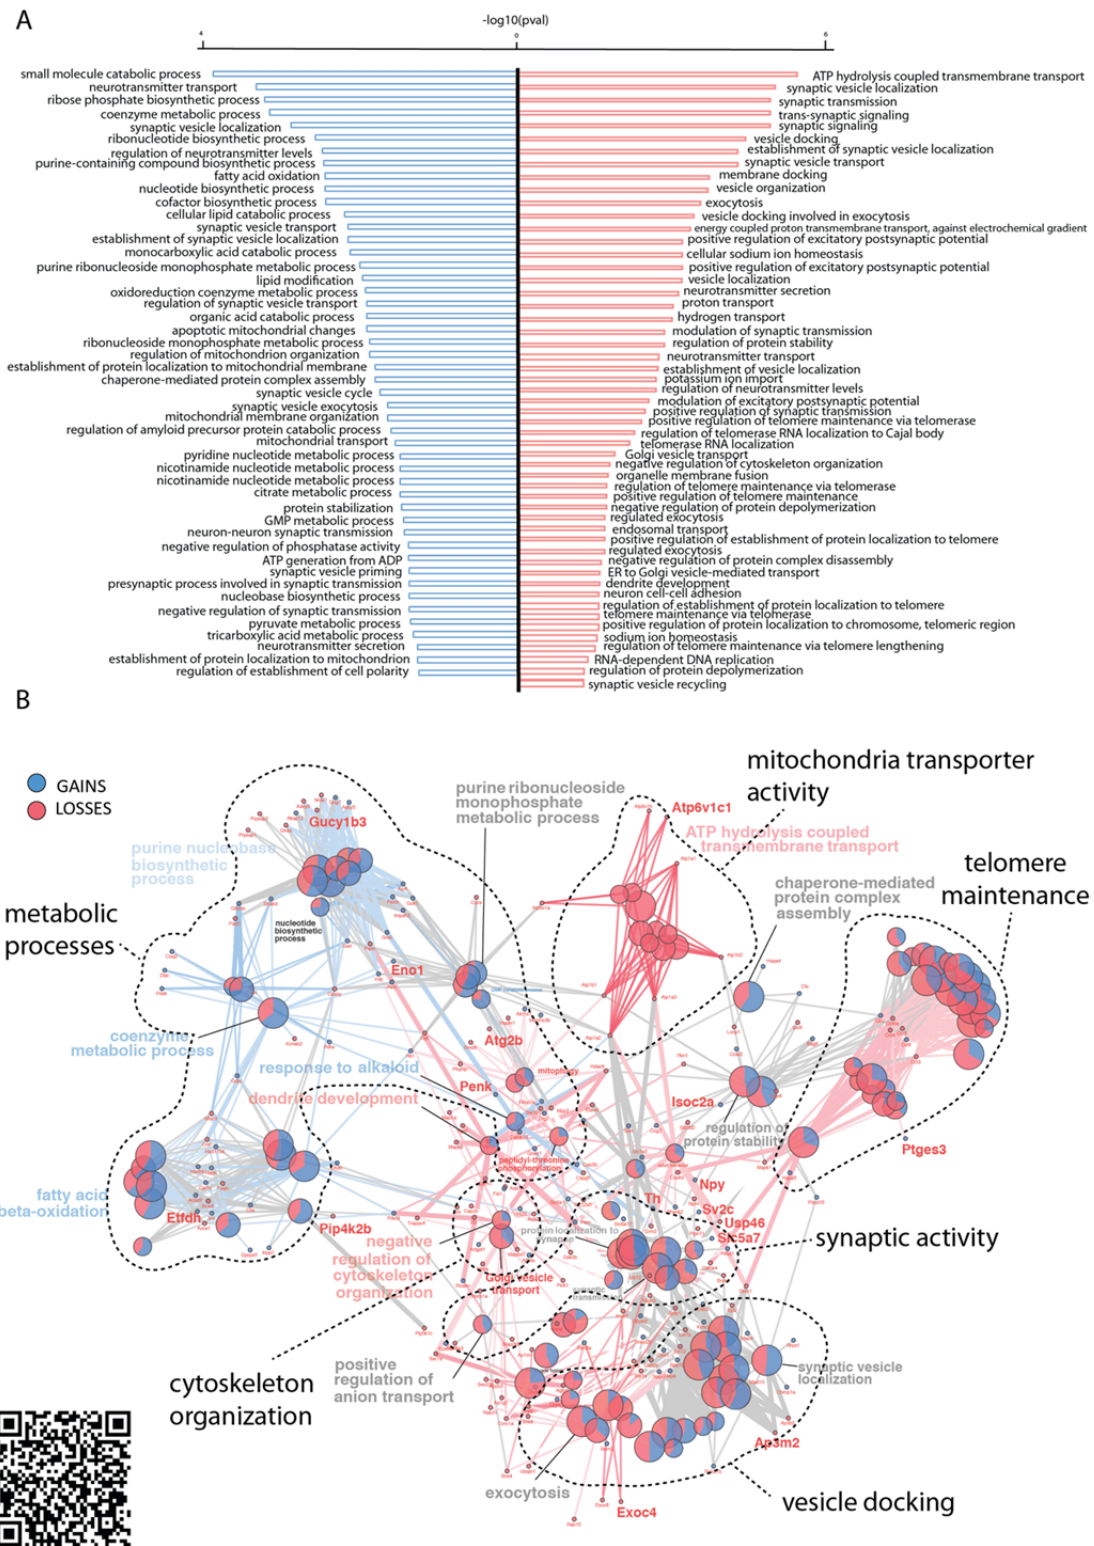 A
-log10(pval)
4
0
6
small molecule catabolic process
neurotransmitter transport
ribose phosphate biosynthetic process
coenzyme metabolic process
synaptic vesicle localization
ribonucleotide biosynthetic process
regulation of neurotransmitter levels
purine-containing compound biosynthetic process
fatty acid oxidation
nucleotide biosynthetic process
cofactor biosynthetic process
cellular lipid catabolic process
synaptic vesicle transport
establishment of synaptic vesicle localization
monocarboxylic acid catabolic process
purine ribonucleoside monophosphate metabolic process
lipid modification
oxidoreduction coenzyme metabolic process
regulation of synaptic vesicle transport
organic acid catabolic process
apoptotic mitochondrial changes
ribonucleoside monophosphate metabolic process
regulation of mitochondrion organization
establishment of protein localization to mitochondrial membrane
chaperone-mediated protein complex assembly
synaptic vesicle cycle
synaptic vesicle exocytosis
mitochondrial membrane organization
regulation of amyloid precursor protein catabolic process
mitochondrial transport
pyridine nucleotide metabolic process
nicotinamide nucleotide metabolic process
nicotinamide nucleotide metabolic process
citrate metabolic process
protein stabilization
GMP metabolic process
neuron-neuron synaptic transmission
negative regulation of phosphatase activity
ATP generation from ADP
synaptic vesicle priming
presynaptic process involved in synaptic transmission
nucleobase biosynthetic process
negative regulation of synaptic transmission
pyruvate metabolic process
tricarboxylic acid metabolic process
neurotransmitter secretion
establishment of protein localization to mitochondrion
regulation of establishment of cell polarity
ATP hydrolysis coupled transmembrane transport
synaptic vesicle localization
synaptic transmission
trans-synaptic signaling
synaptic signaling
vesicle docking
establishment of synaptic vesicle localization
synaptic vesicle transport
membrane docking
vesicle organization
exocytosis
vesicle docking involved in exocytosis
energy coupled proton transmembrane transport, against electrochemical gradient
positive regulation of excitatory postsynaptic potential
cellular sodium ion homeostasis
positive regulation of excitatory postsynaptic potential
vesicle localization
neurotransmitter secretion
proton transport
hydrogen transport
modulation of synaptic transmission
regulation of protein stability
neurotransmitter transport
establishment of vesicle localization
potassium ion import
regulation of neurotransmitter levels
modulation of excitatory postsynaptic potential
positive regulation of synaptic transmission
positive regulation of telomere maintenance via telomerase
regulation of telomerase RNA localization to Cajal body
telomerase RNA localization
Golgi vesicle transport
negative regulation of cytoskeleton organization
organelle membrane fusion
regulation of telomere maintenance via telomerase
positive regulation of telomere maintenance
negative regulation of protein depolymerization
regulated exocytosis
endosomal transport
positive regulation of establishment of protein localization to telomere
regulated exocytosis
negative regulation of protein complex disassembly
ER to Golgi vesicle-mediated transport
dendrite development
neuron cell-cell adhesion
regulation of establishment of protein localization to telomere
telomere maintenance via telomerase
positive regulation of protein localization to chromosome, telomeric region
sodium ion homeostasis
regulation of telomere maintenance via telomere lengthening
RNA-dependent DNA replication
regulation of protein depolymerization
synaptic vesicle recycling
B
GAINS
LOSSES
mitochondria transporter
activity
purine ribonucleoside
monophosphate
metabolic process
Atp6v1c1
Gucy1b3
ATP hydrolysis coupled
transmembrane transport
purine nucleobase
biosynthetic
process
telomere
maintenance
chaperone-mediated
protein complex
assembly
metabolic
processes
nucleotide
biosynthetic
process
Eno1
coenzyme
metabolic process
Atg2b
response to alkaloid
mitophagy
Penk
dendrite development
Isoc2a
regulation of
protein stability
Ptges3
peptidyl-threonine
phosphorylation
fatty acid
beta-oxidation
Etfdh
Pip4k2b
Npy
Th
Sv2c
Usp46
Slc5a7
protein localization to
synapse
synaptic activity
negative
regulation of
cytoskeleton
organization
Golgi vesicle
transport
synaptic
transmission
positive
regulation of
anion transport
cytoskeleton
organization
synaptic vesicle
localization
Ap3m2
exocytosis
Exoc4
vesicle docking